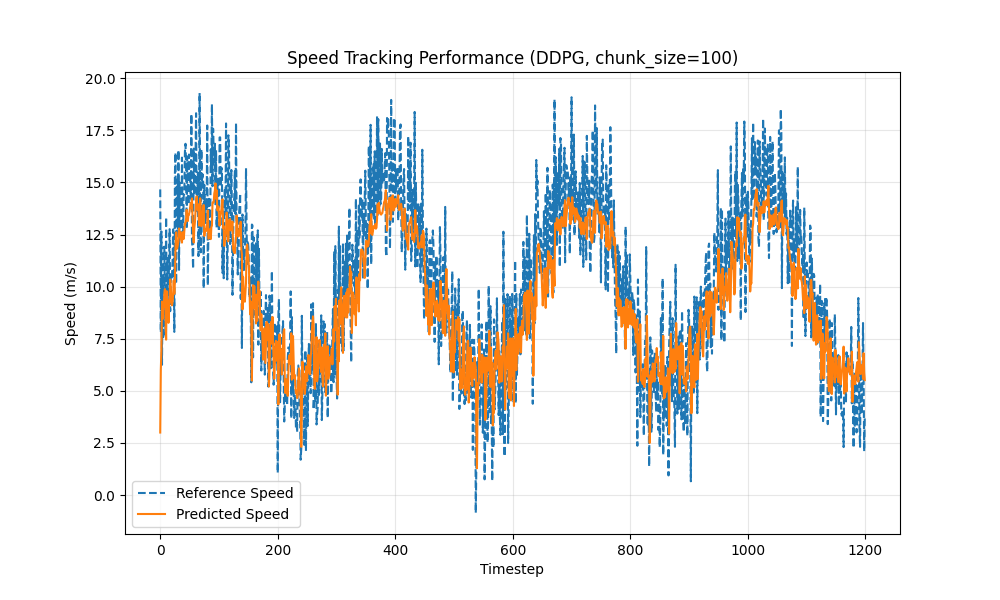 Speed Tracking Performance (DDPG, chunk_size=100)
20.0
17.5
15.0
12.5
10.0
7.5
5.0
2.5
0.0
Speed (m/s)
Reference Speed
Predicted Speed
0 200 400 600 800 1000 1200
Timestep